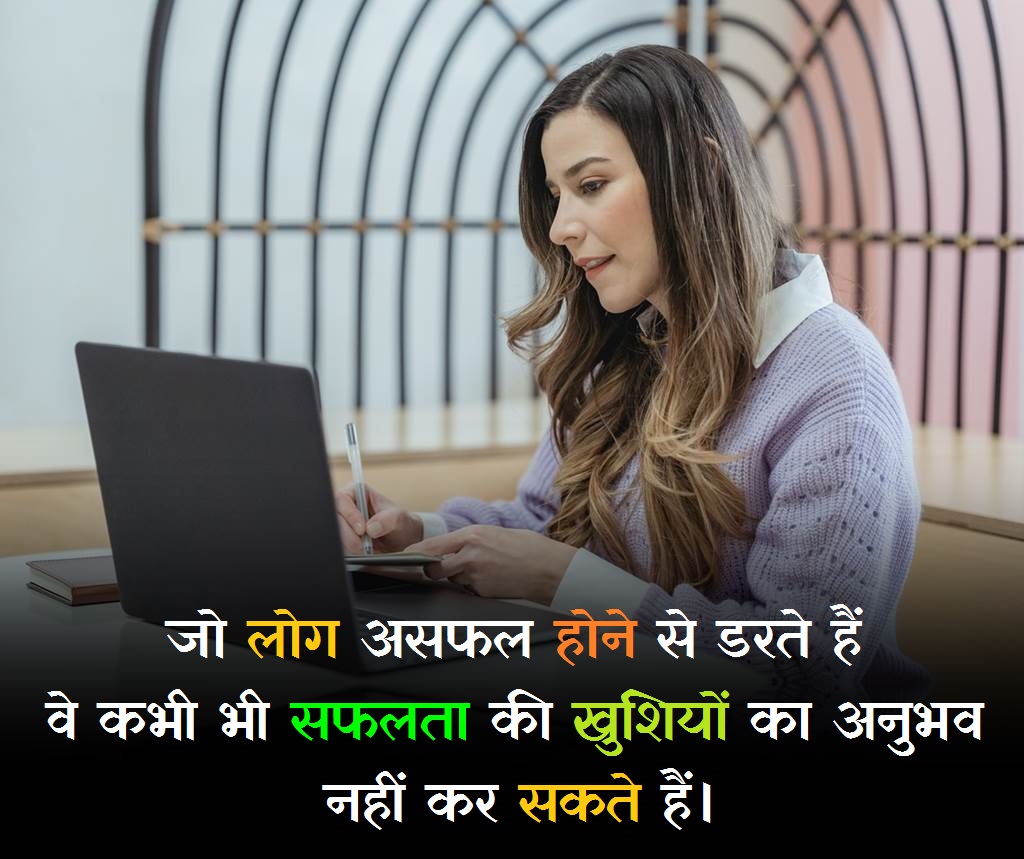 जो लोग असफल होने से डरते हैं
वे कभी भी सफलता की खुशियों का अनुभव
नहीं कर सकते हैं।